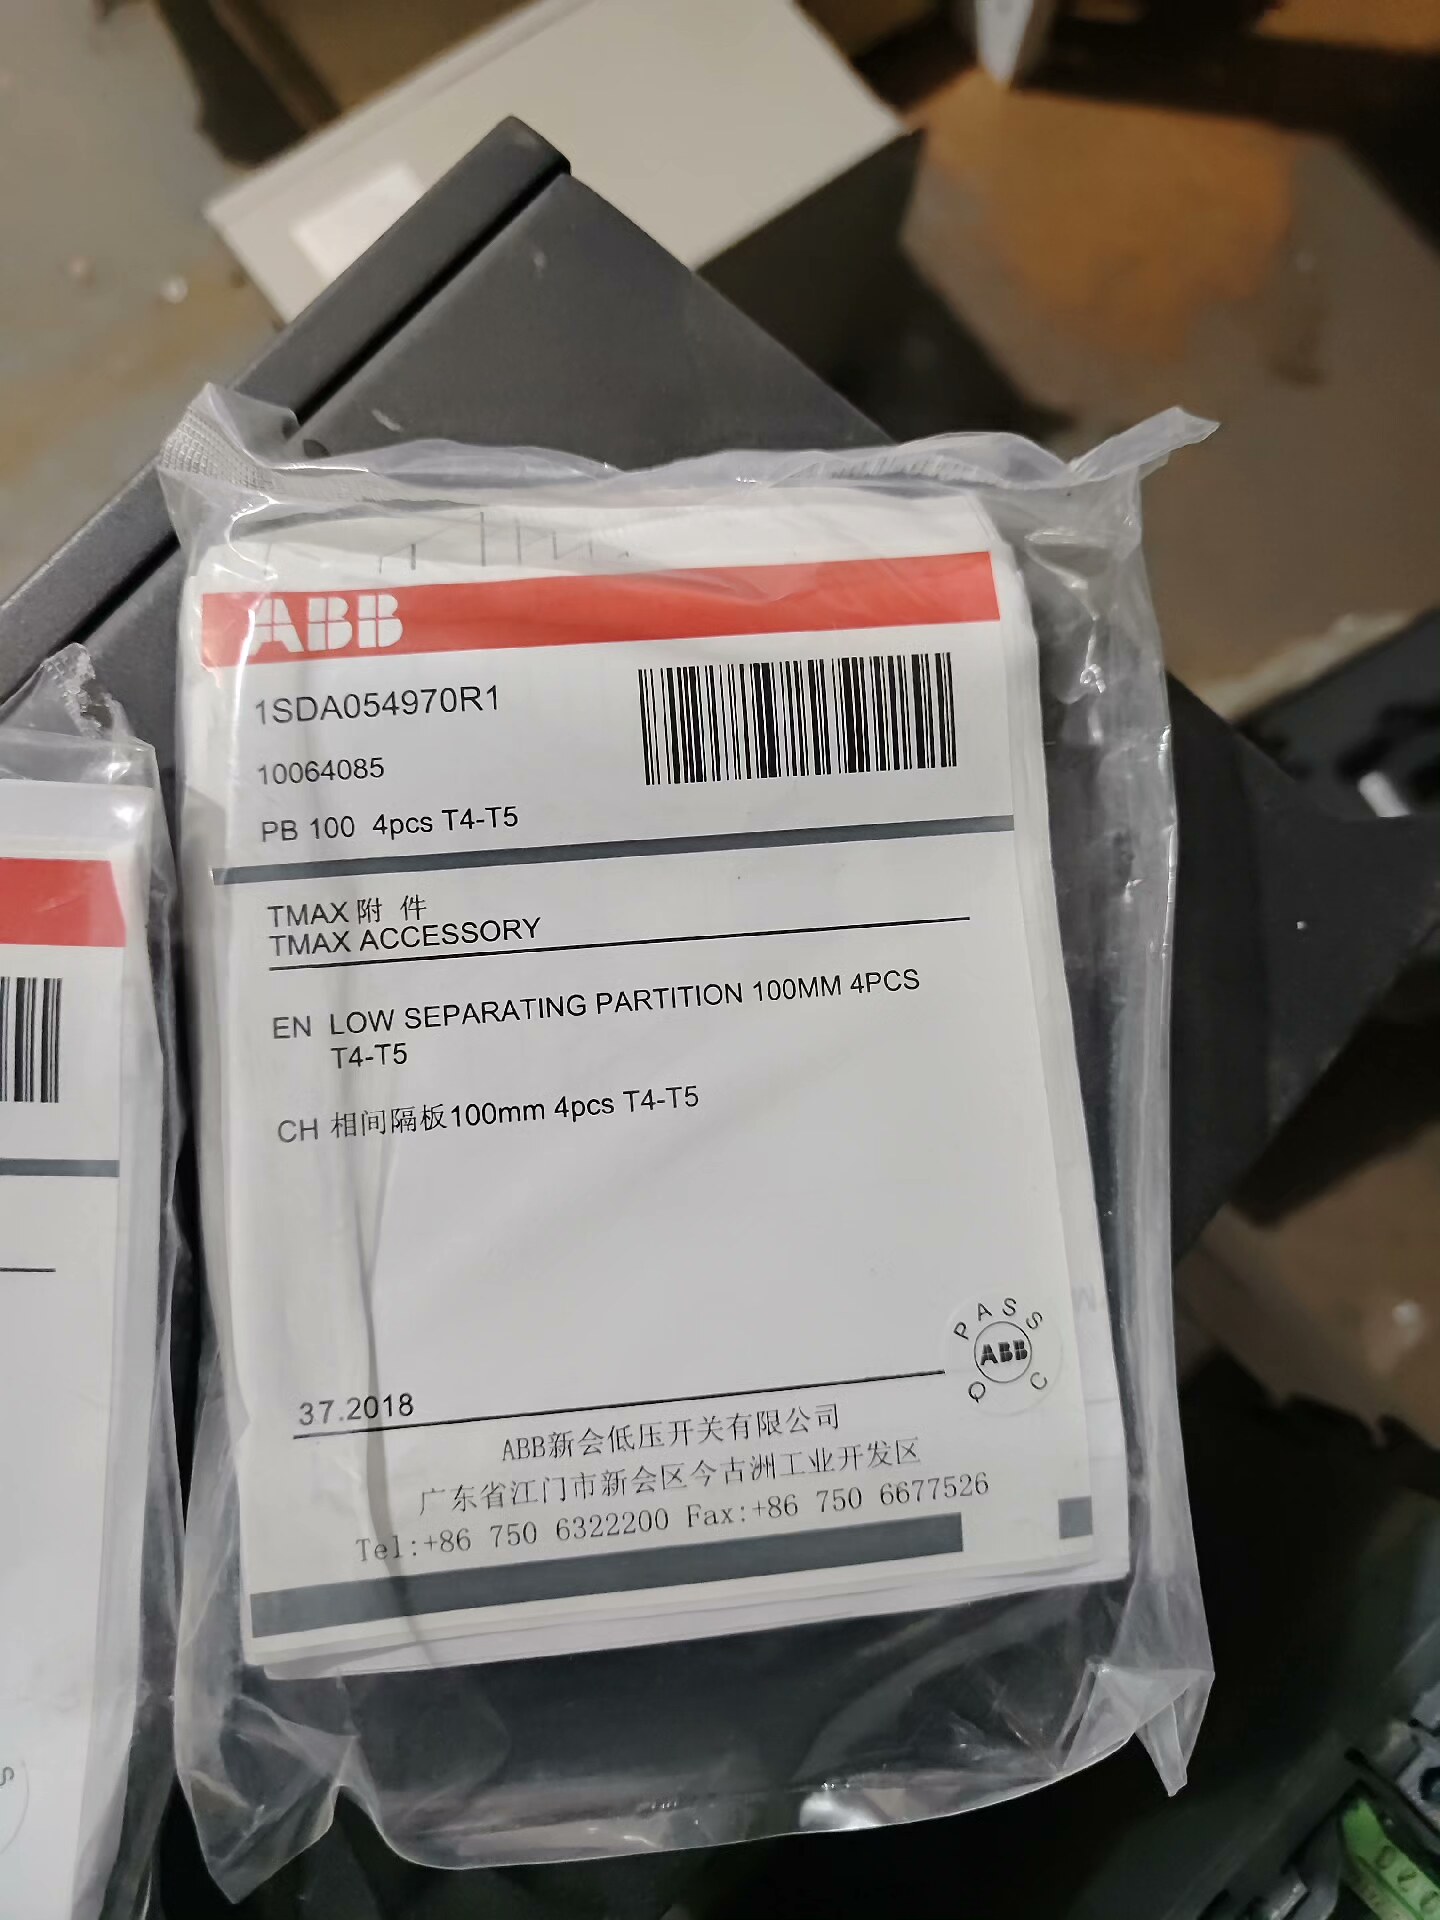 ABB
1SDA054970R1
10064085
PB 100 4pcs T4-T5
TMAX 附 件
TMAX ACCESSORY
EN LOW SEPARATING PARTITION 100MM 4PCS
T4-T5
CH 相间隔板100mm 4pcs T4-T5
PASS
ABB
QC
37.2018
ABB新会低压开关有限公司
广东省江门市新会区今古洲工业开发区
Tel:+86 750 6322200 Fax:+86 750 6677526